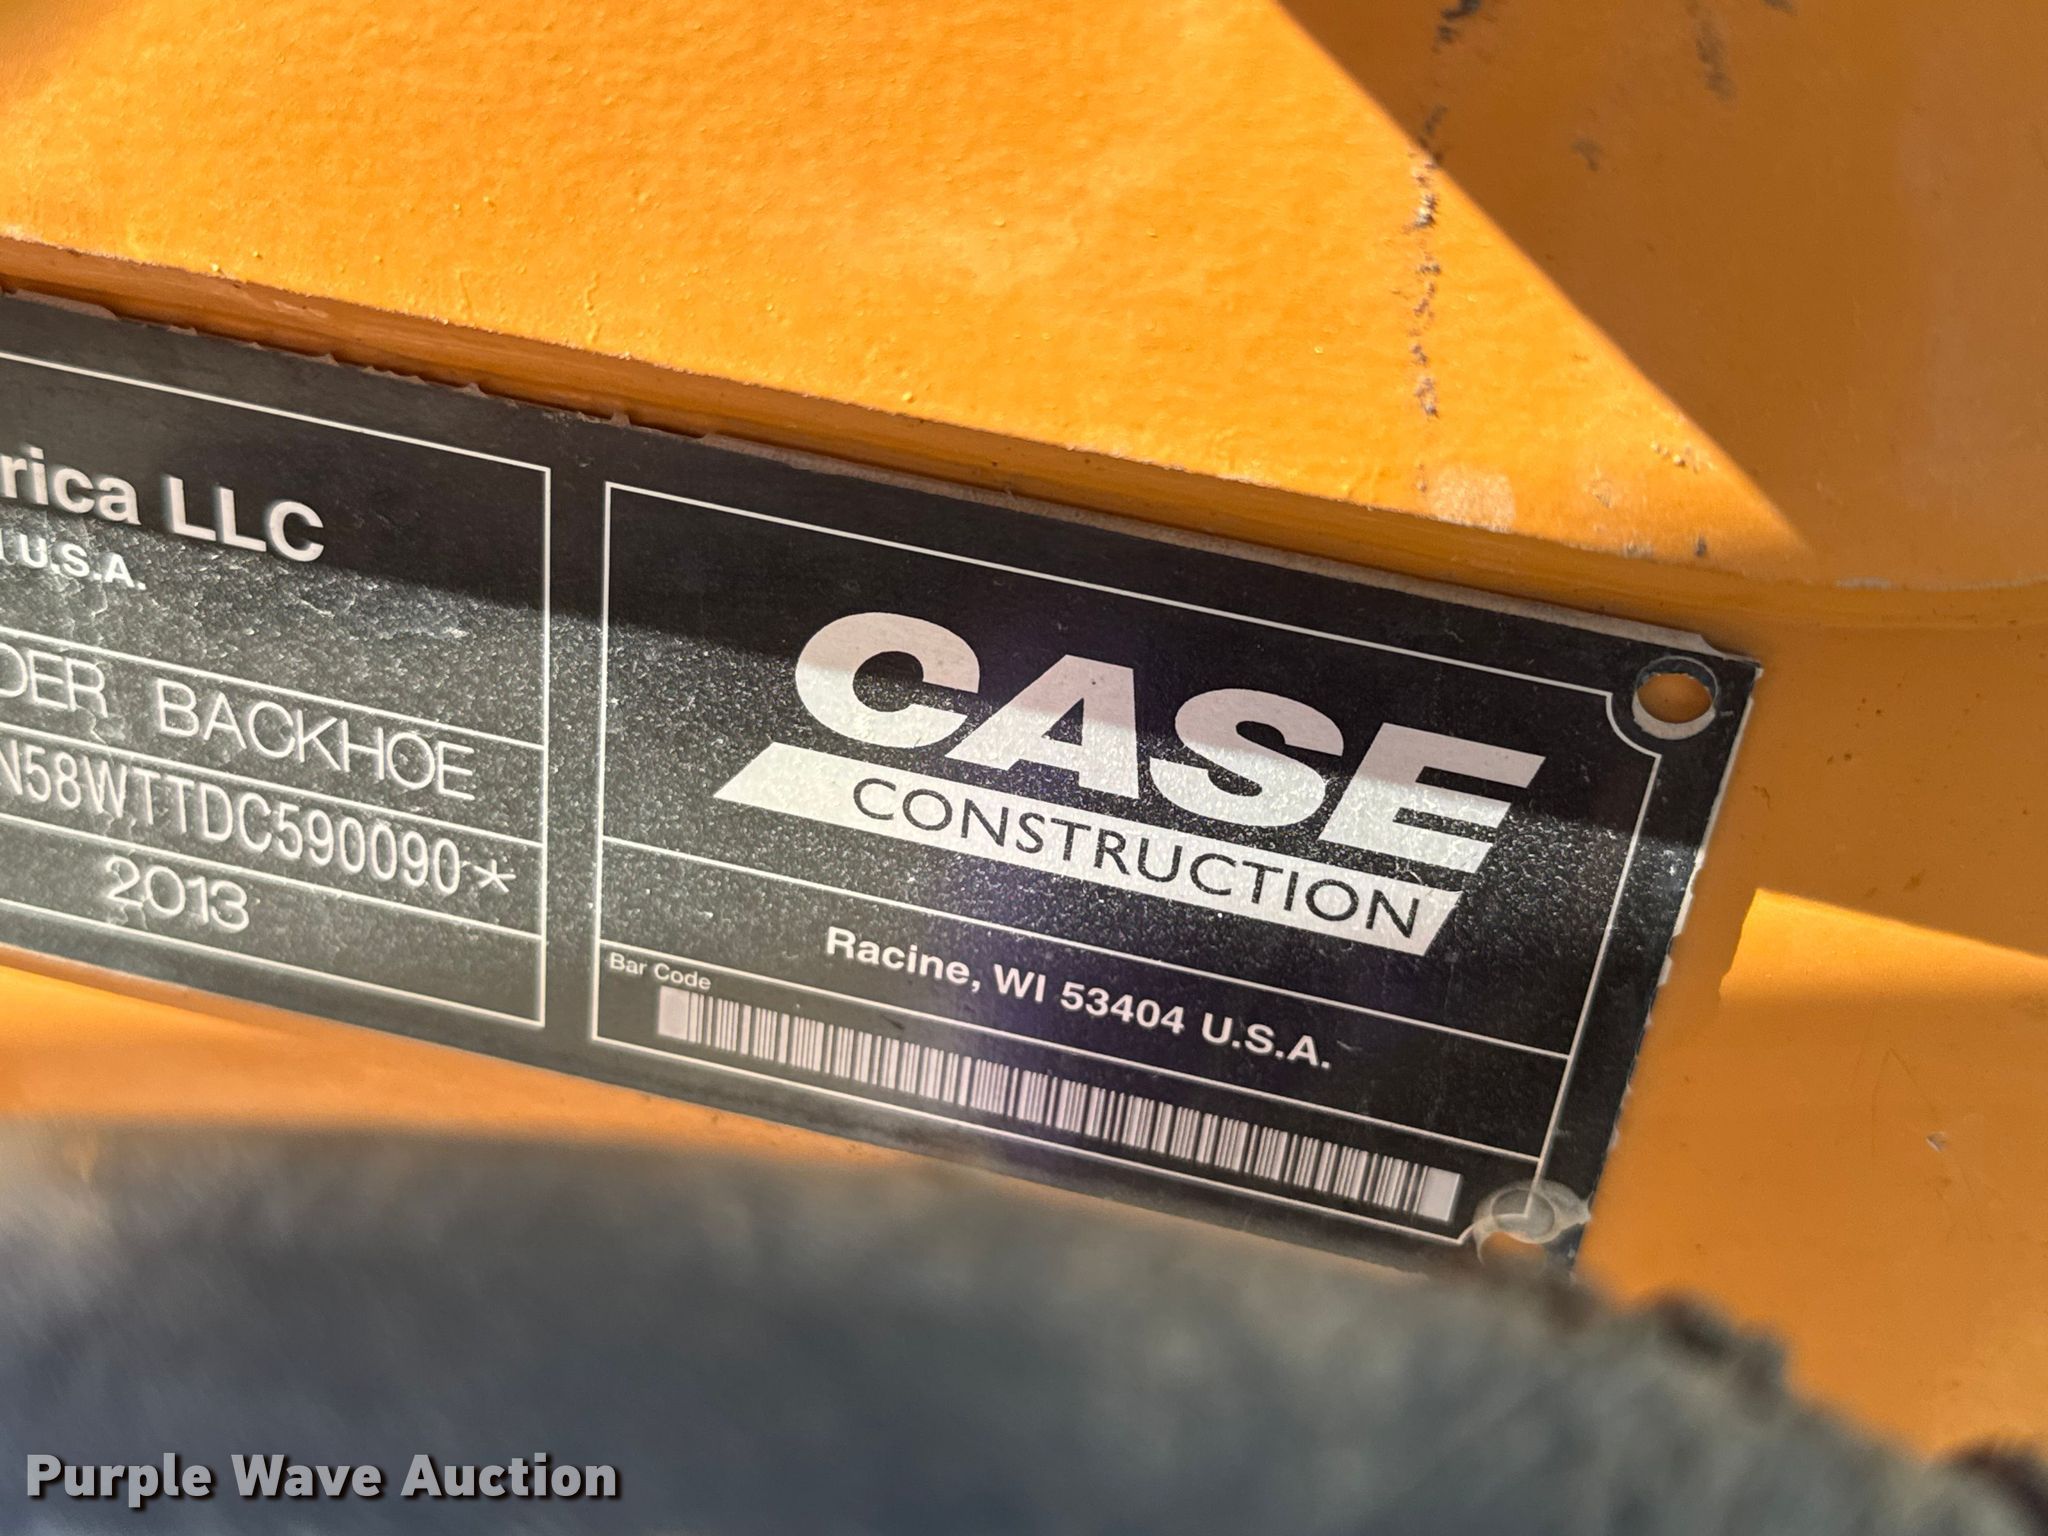 rica LLC
U.S.A.
DER BACKHOE
N58WTTDC590090*
2013
CASE
CONSTRUCTION
Racine, WI 53404 U.S.A.
Bar Code
Purple Wave Auction